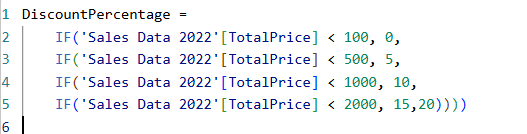 1 DiscountPercentage =
2 IF('Sales Data 2022'[TotalPrice] < 100, 0,
3 IF('Sales Data 2022'[TotalPrice] < 500, 5,
4 IF('Sales Data 2022'[TotalPrice] < 1000, 10,
5 IF('Sales Data 2022'[TotalPrice] < 2000, 15,20))))
6